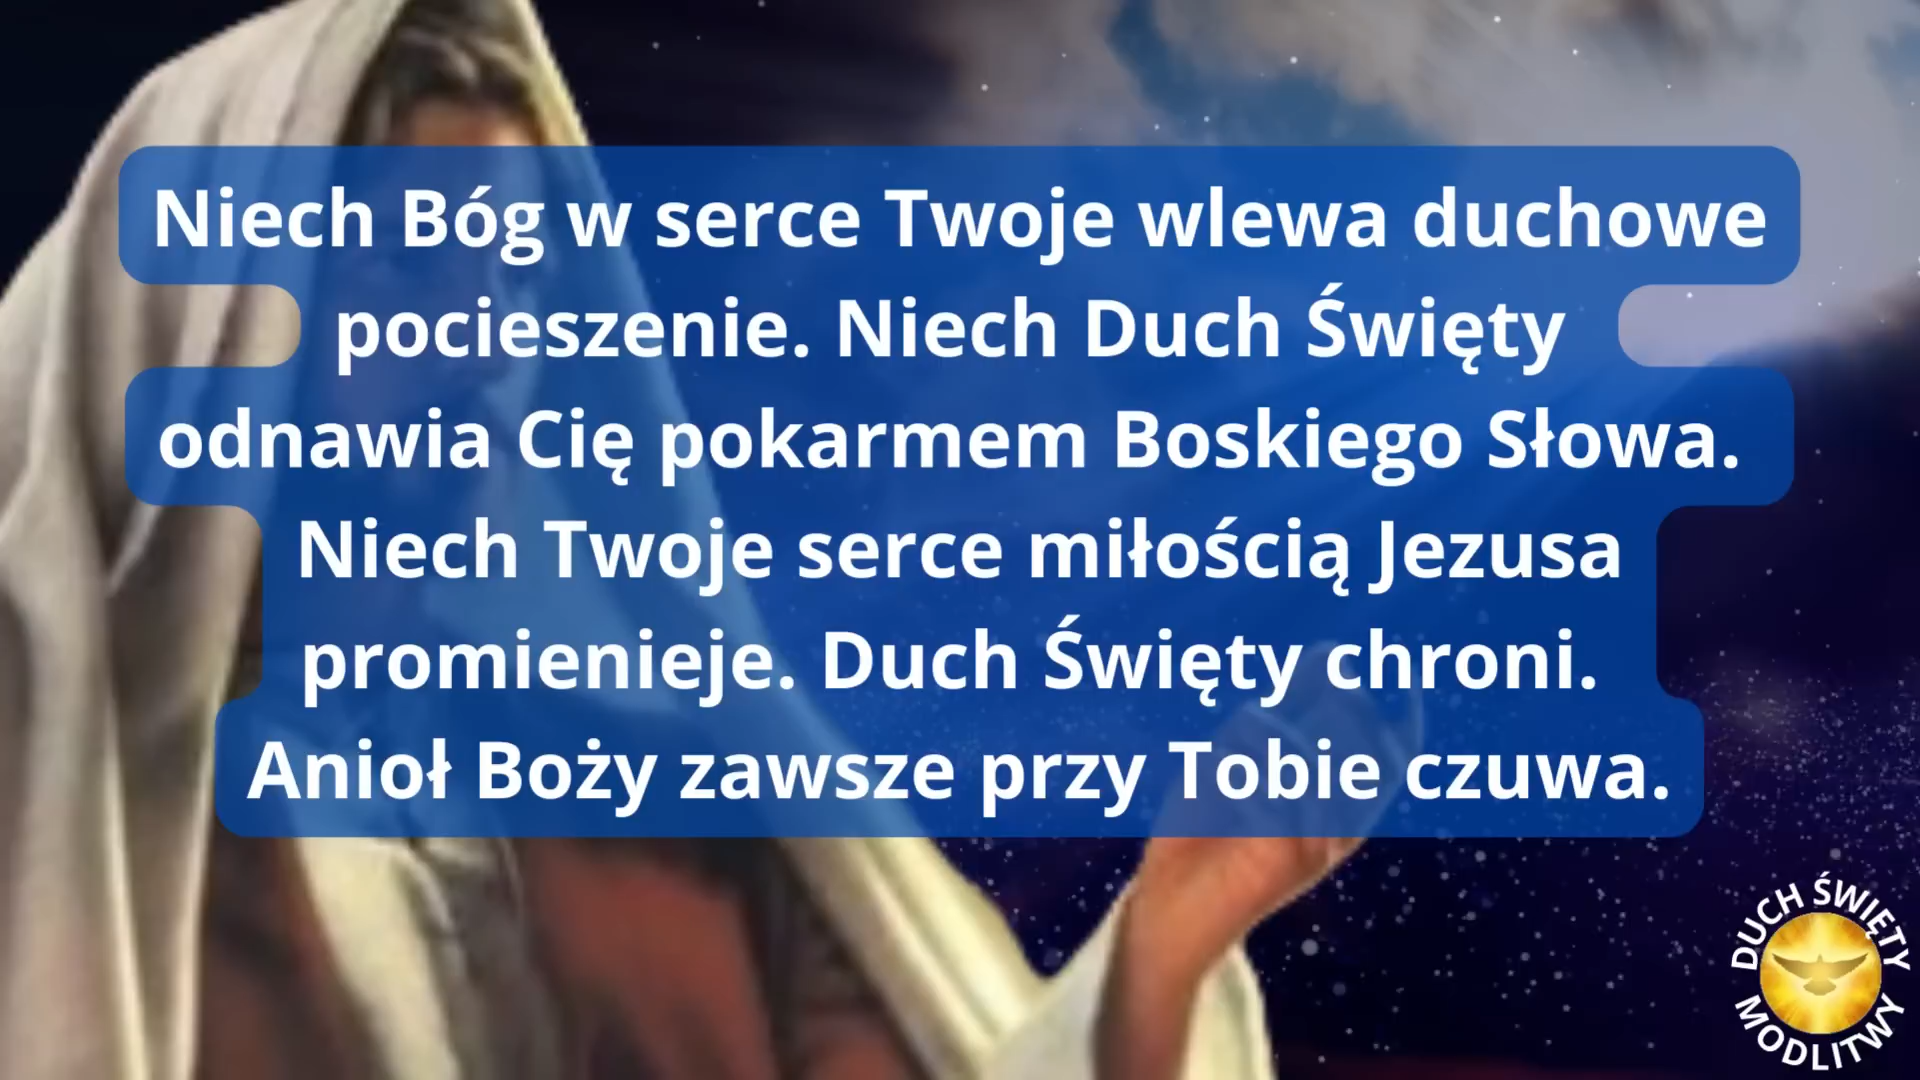 Niech Bóg w serce Twoje wlewa duchowe
pocieszenie. Niech Duch Święty
odnawia Cię pokarmem Boskiego Słowa.
Niech Twoje serce miłością Jezusa
promienieje. Duch Święty chroni.
Anioł Boży zawsze przy Tobie czuwa.
DUCH ŚWIĘTY
MODLITWY